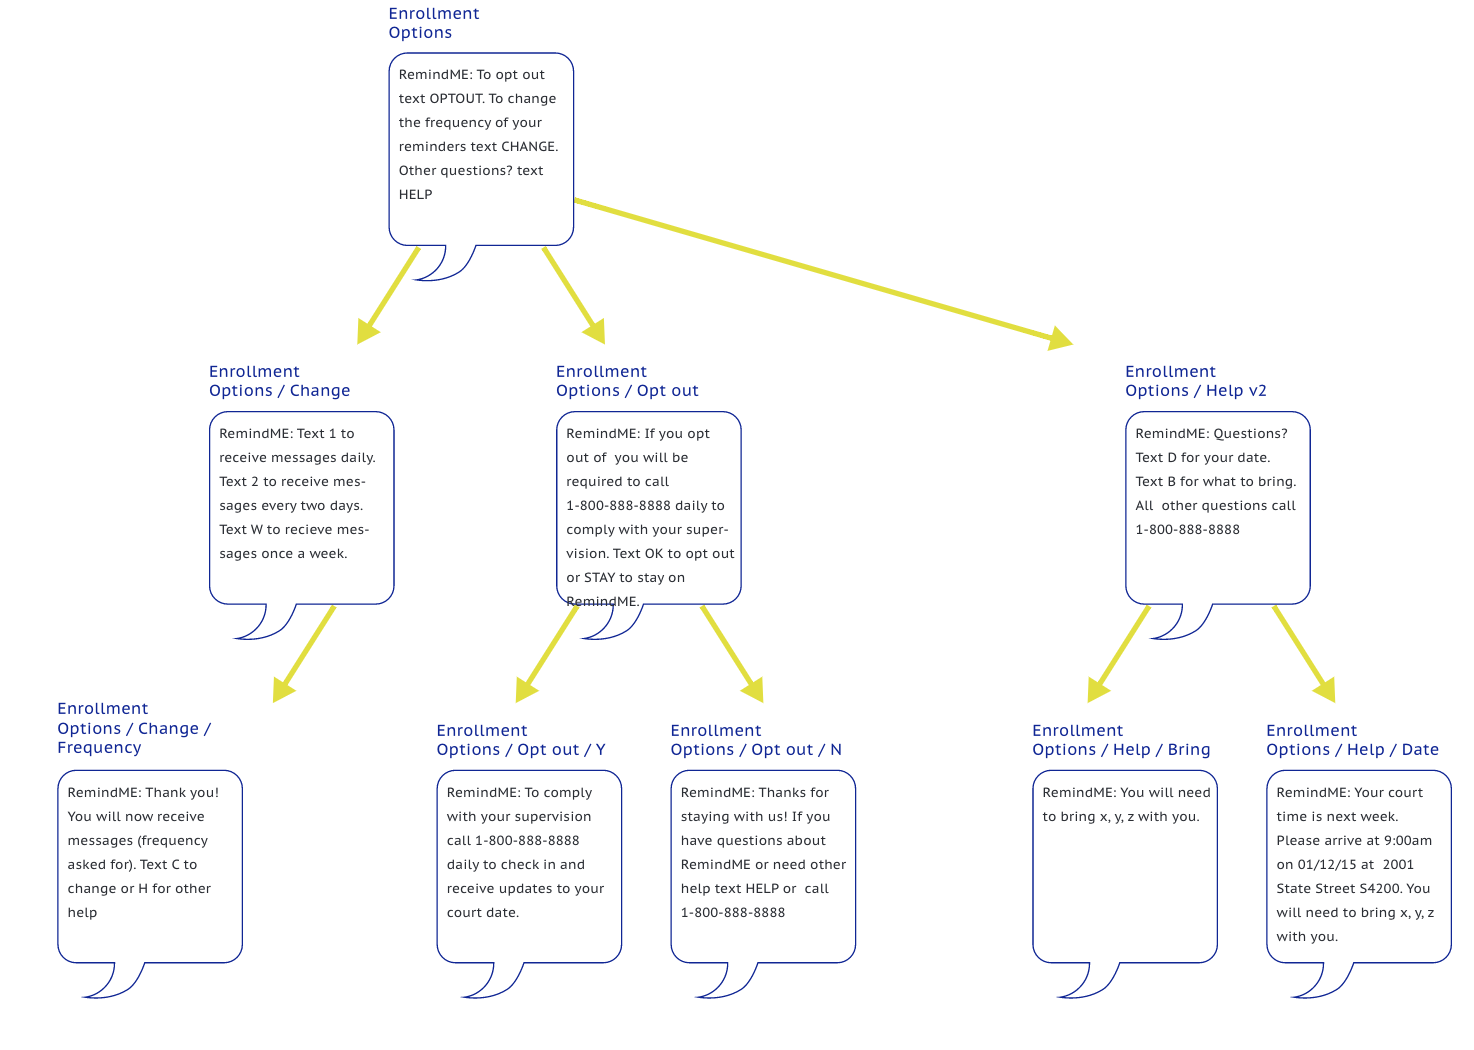 Enrollment
Options
RemindME: To opt out
text OPTOUT. To change
the frequency of your
reminders text CHANGE.
Other questions? text
HELP
Enrollment
Options / Change
RemindME: Text 1 to
receive messages daily.
Text 2 to receive mes-
sages every two days.
Text W to recieve mes-
sages once a week.
Enrollment
Options / Opt out
RemindME: If you opt
out of  you will be
required to call
1-800-888-8888 daily to
comply with your super-
vision. Text OK to opt out
or STAY to stay on
RemindME.
Enrollment
Options / Help v2
RemindME: Questions?
Text D for your date.
Text B for what to bring.
All  other questions call
1-800-888-8888
Enrollment
Options / Change /
Frequency
RemindME: Thank you!
You will now receive
messages (frequency
asked for). Text C to
change or H for other
help
Enrollment
Options / Opt out / Y
RemindME: To comply
with your supervision
call 1-800-888-8888
daily to check in and
receive updates to your
court date.
Enrollment
Options / Opt out / N
RemindME: Thanks for
staying with us! If you
have questions about
RemindME or need other
help text HELP or  call
1-800-888-8888
Enrollment
Options / Help / Bring
RemindME: You will need
to bring x, y, z with you.
Enrollment
Options / Help / Date
RemindME: Your court
time is next week.
Please arrive at 9:00am
on 01/12/15 at  2001
State Street S4200. You
will need to bring x, y, z
with you.